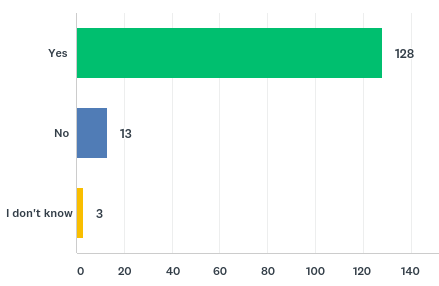 Yes 128
No 13
I don't know 3
0 20 40 60 80 100 120 140